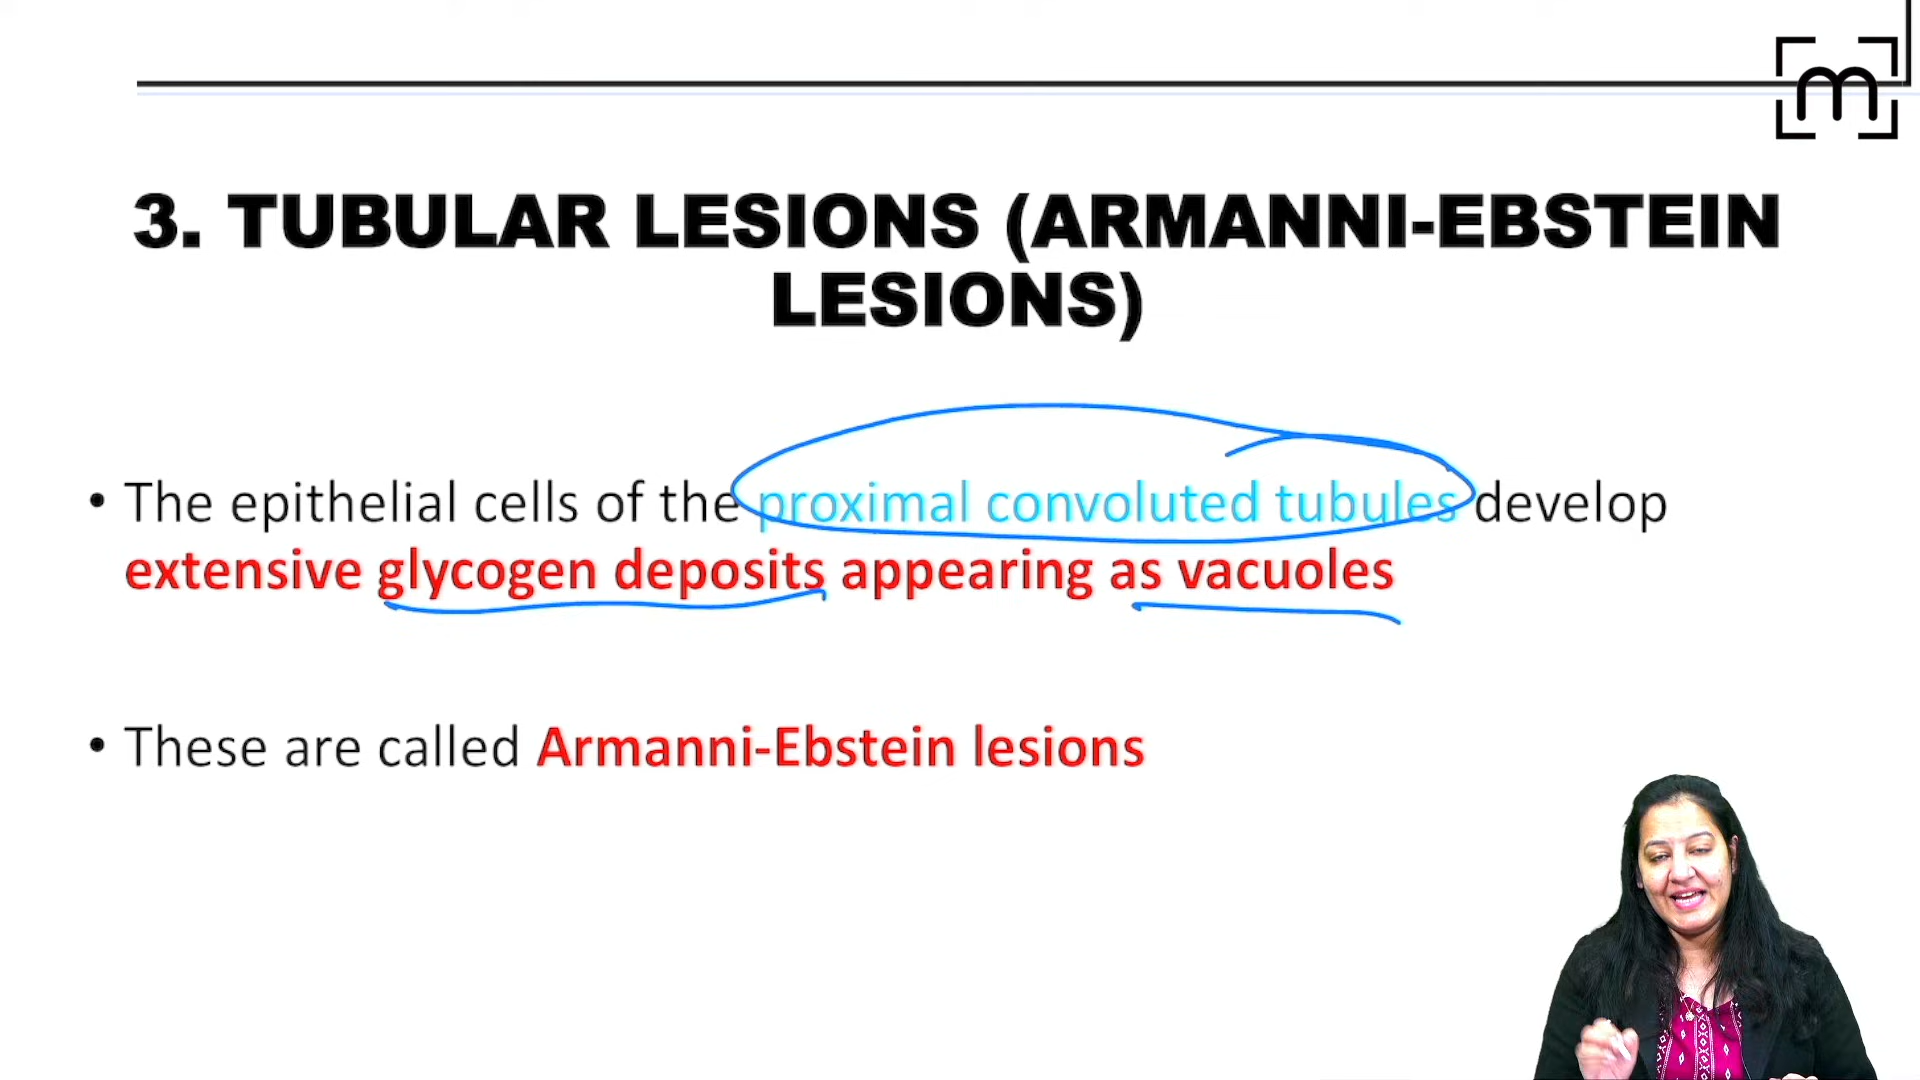 3. TUBULAR LESIONS (ARMANNI-EBSTEIN
LESIONS)
• The epithelial cells of the proximal convoluted tubules develop
extensive glycogen deposits appearing as vacuoles
• These are called Armanni-Ebstein lesions
m